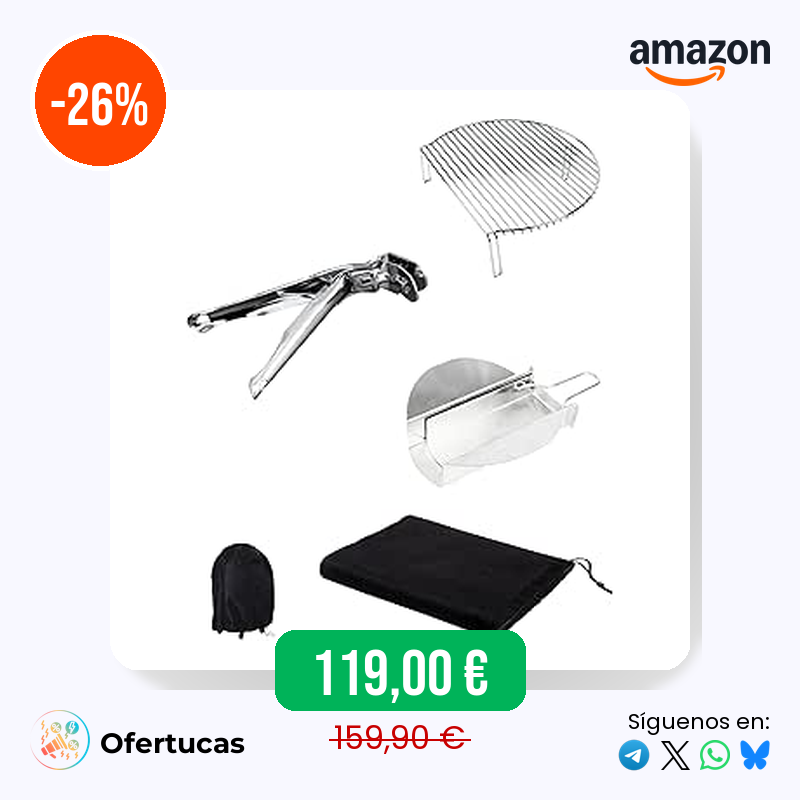 -26%
amazon
119,00 €
159,90 €
Ofertucas
Síguenos en: